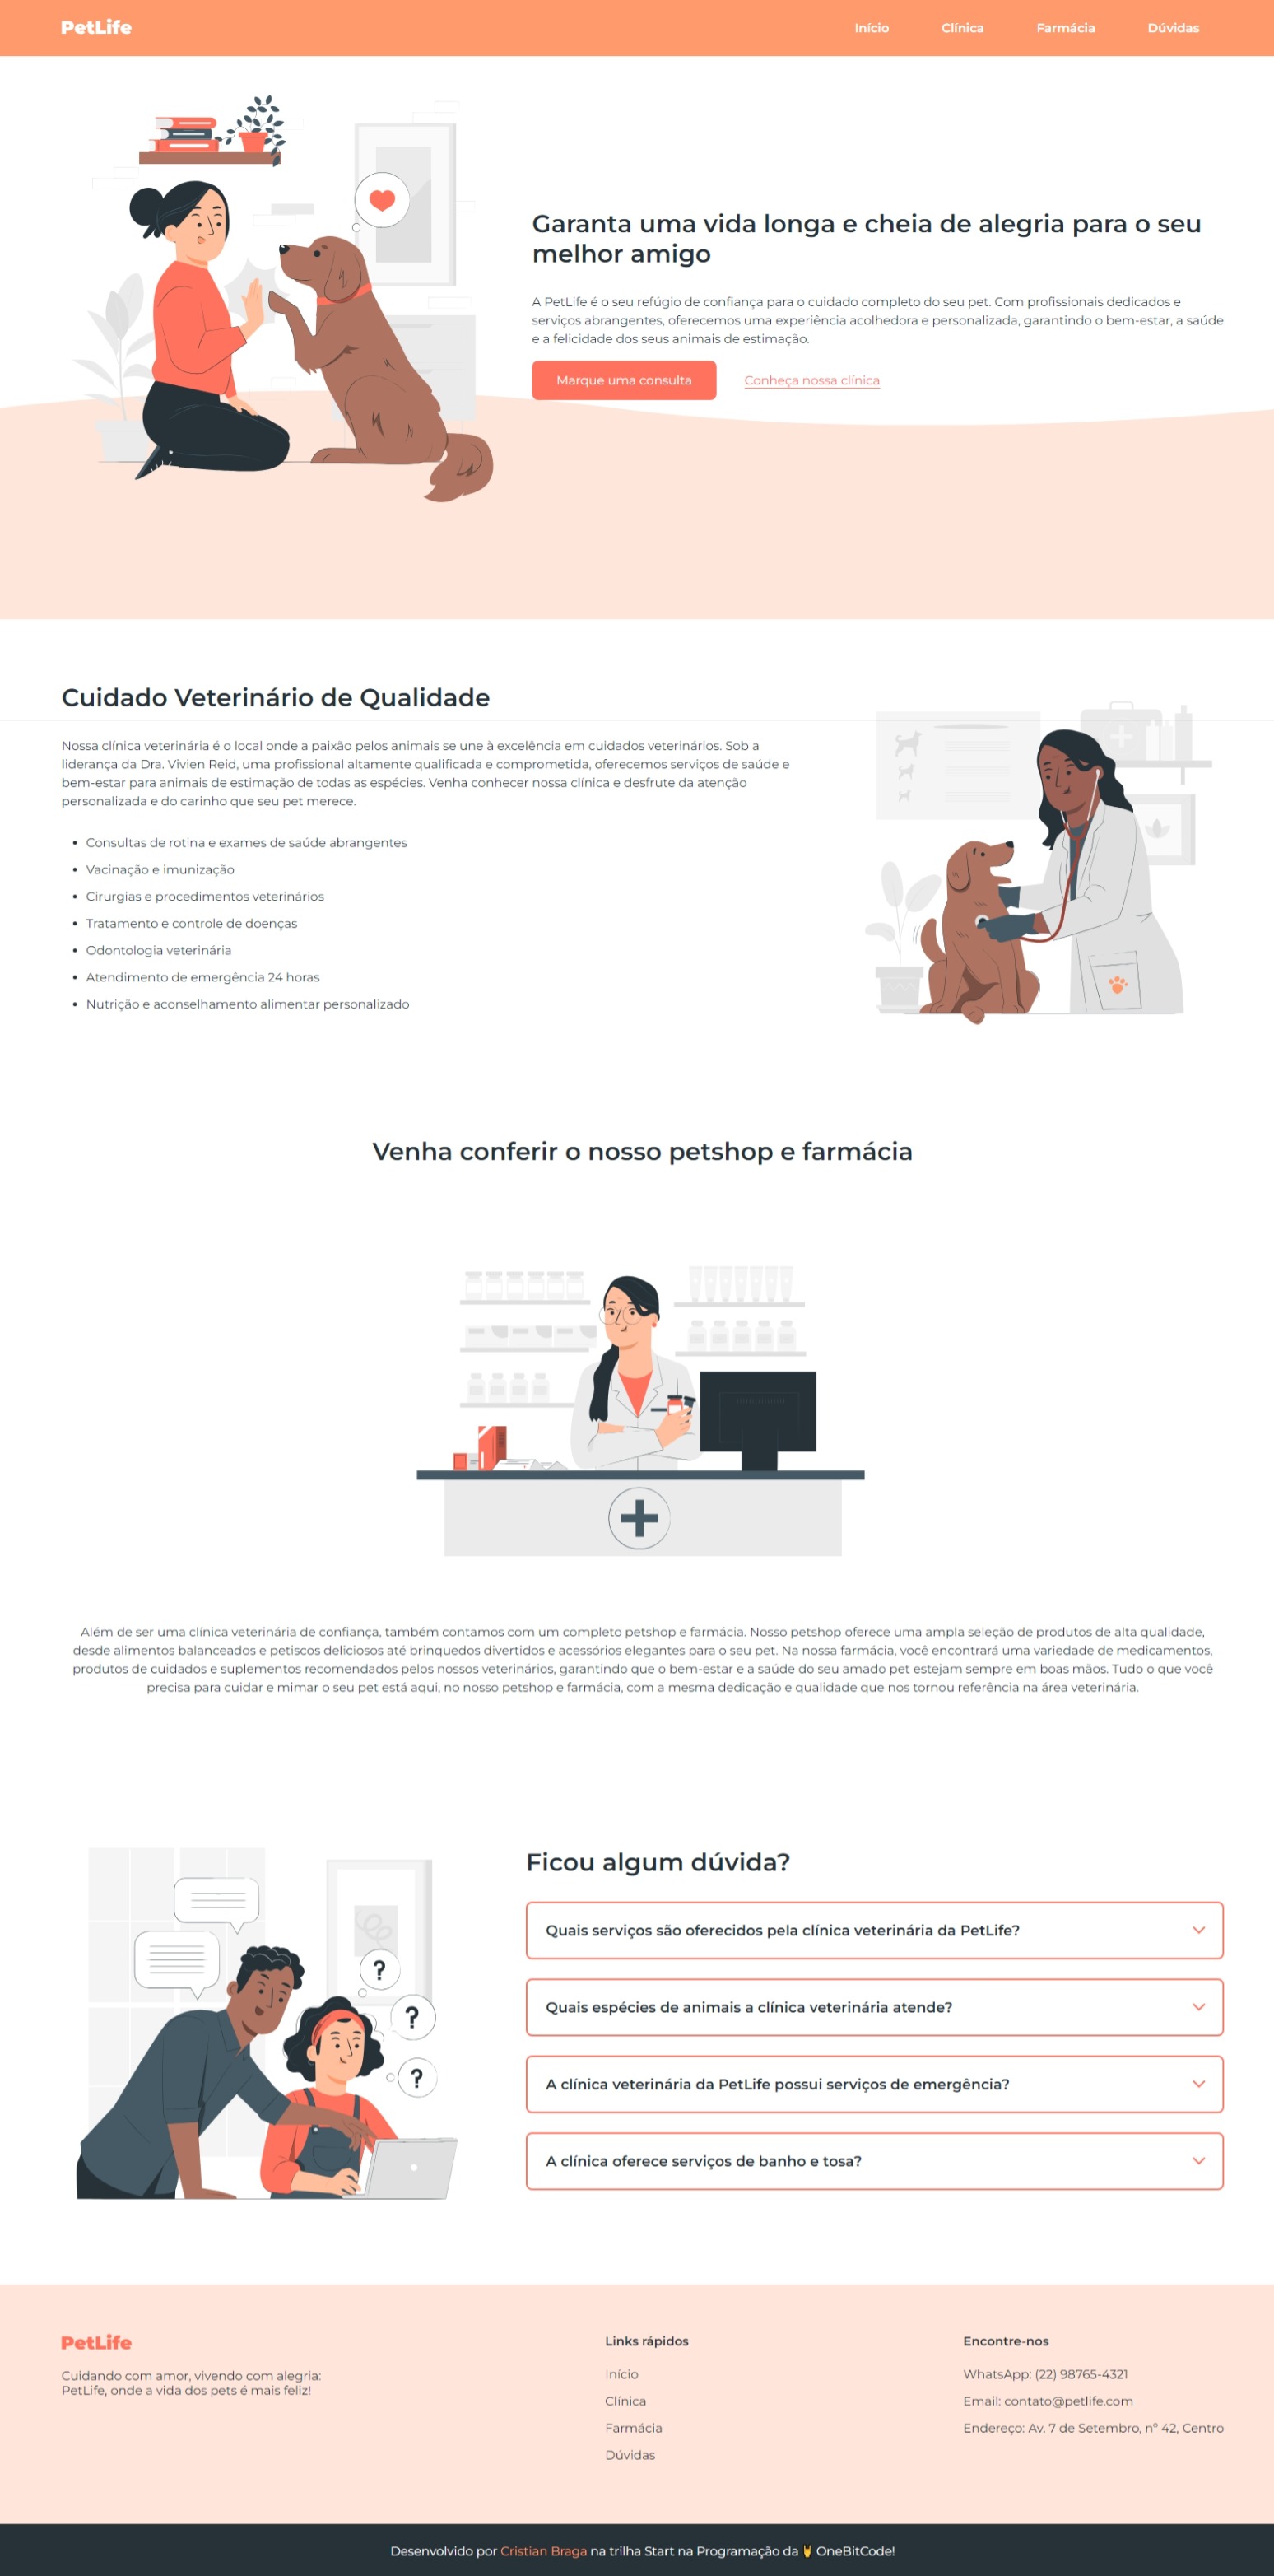 PetLife
Início
Clínica
Farmácia
Dúvidas
Garanta uma vida longa e cheia de alegria para o seu
melhor amigo
A PetLife é o seu refúgio de confiança para o cuidado completo do seu pet. Com profissionais dedicados e
serviços abrangentes, oferecemos uma experiência acolhedora e personalizada, garantindo o bem-estar, a saúde
e a felicidade dos seus animais de estimação.
Marque uma consulta
Conheça nossa clínica
Cuidado Veterinário de Qualidade
Nossa clínica veterinária é o local onde a paixão pelos animais se une à excelência em cuidados veterinários. Sob a
liderança da Dra. Vivien Reid, uma profissional altamente qualificada e comprometida, oferecemos serviços de saúde e
bem-estar para animais de estimação de todas as espécies. Venha conhecer nossa clínica e desfrute da atenção
personalizada e do carinho que seu pet merece.
• Consultas de rotina e exames de saúde abrangentes
• Vacinação e imunização
• Cirurgias e procedimentos veterinários
• Tratamento e controle de doenças
• Odontologia veterinária
• Atendimento de emergência 24 horas
• Nutrição e aconselhamento alimentar personalizado
Venha conferir o nosso petshop e farmácia
Além de ser uma clínica veterinária de confiança, também contamos com um completo petshop e farmácia. Nosso petshop oferece uma ampla seleção de produtos de alta qualidade,
desde alimentos balanceados e petiscos deliciosos até brinquedos divertidos e acessórios elegantes para o seu pet. Na nossa farmácia, você encontrará uma variedade de medicamentos,
produtos de cuidados e suplementos recomendados pelos nossos veterinários, garantindo que o bem-estar e a saúde do seu amado pet estejam sempre em boas mãos. Tudo o que você
precisa para cuidar e mimar o seu pet está aqui, no nosso petshop e farmácia, com a mesma dedicação e qualidade que nos tornou referência na área veterinária.
?
?
?
Ficou algum dúvida?
Quais serviços são oferecidos pela clínica veterinária da PetLife?
Quais espécies de animais a clínica veterinária atende?
A clínica veterinária da PetLife possui serviços de emergência?
A clínica oferece serviços de banho e tosa?
PetLife
Cuidando com amor, vivendo com alegria:
PetLife, onde a vida dos pets é mais feliz!
Links rápidos
Início
Clínica
Farmácia
Dúvidas
Encontre-nos
WhatsApp: (22) 98765-4321
Email: contato@petlife.com
Endereço: Av. 7 de Setembro, nº 42, Centro
Desenvolvido por Cristian Braga na trilha Start na Programação da 🤘 OneBitCode!